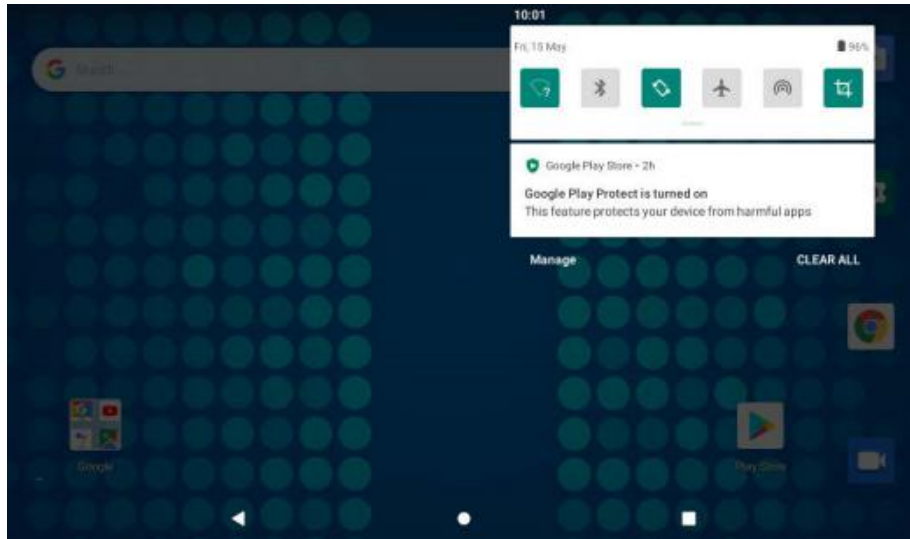 10:01
Fri, 15 May
96%
Search...
Google Play Store • 2h
Google Play Protect is turned on
This feature protects your device from harmful apps
Manage
CLEAR ALL
Google
Play Store